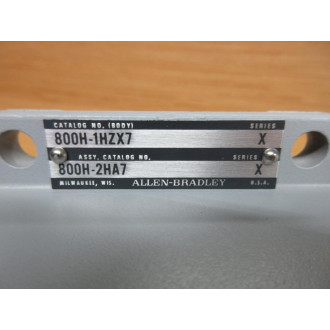 CATALOG NO. (BODY) SERIES
800H-1HZX7 X
ASSY. CATALOG NO. SERIES
800H-2HA7 X
MILWAUKEE, WIS. ALLEN-BRADLEY U.S.A.